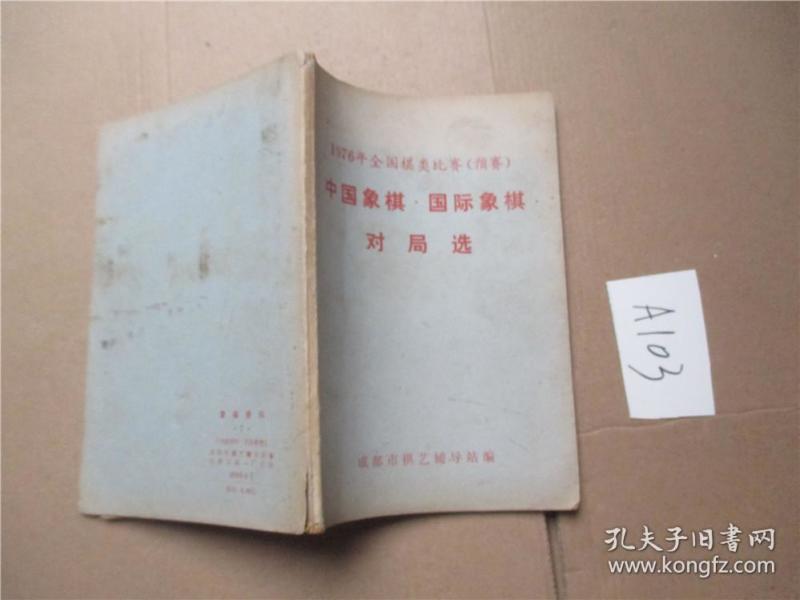 1976年全国棋类比赛(预赛)
中国象棋·国际象棋
对局选
成都市棋艺辅导站编
A103
孔夫子旧书网
www.kongfz.com